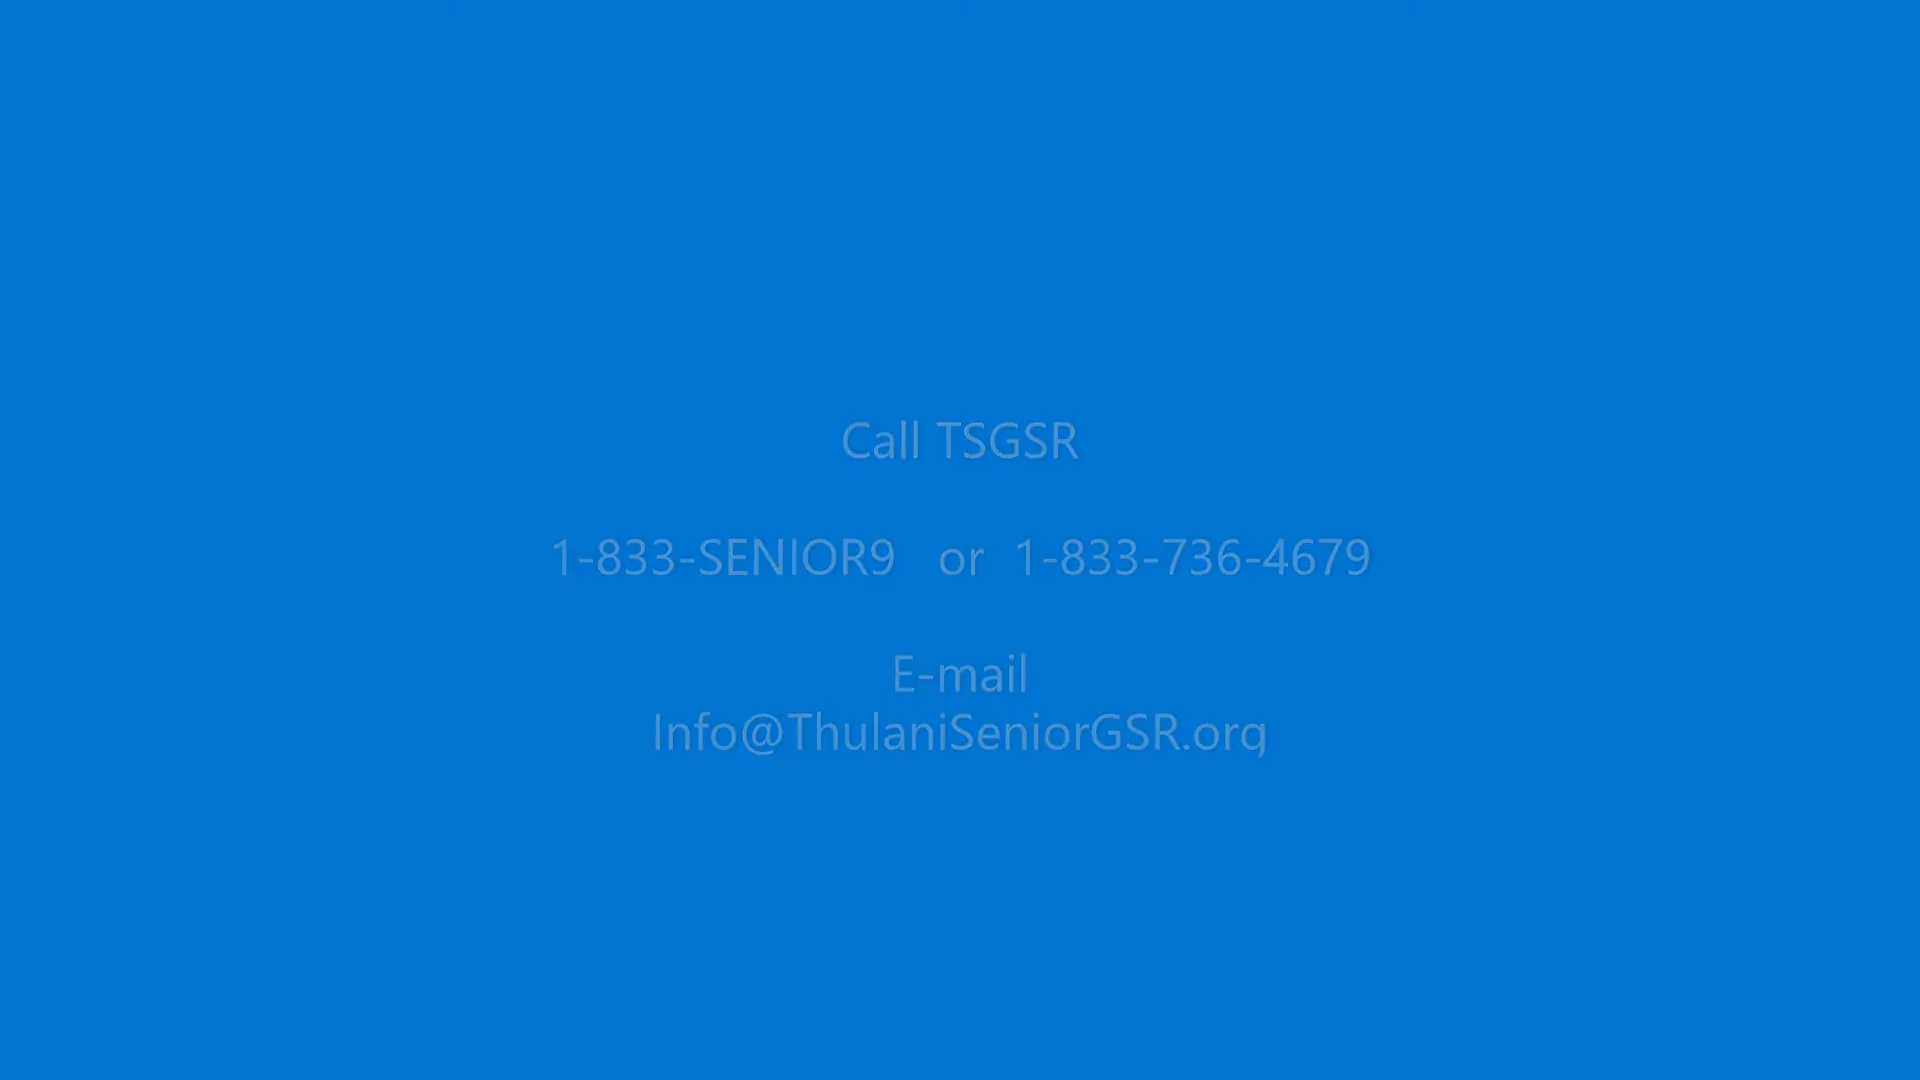 Call TSGSR
1-833-SENIOR9 or 1-833-736-4679
E-mail
Info@ThulaniSeniorGSR.org